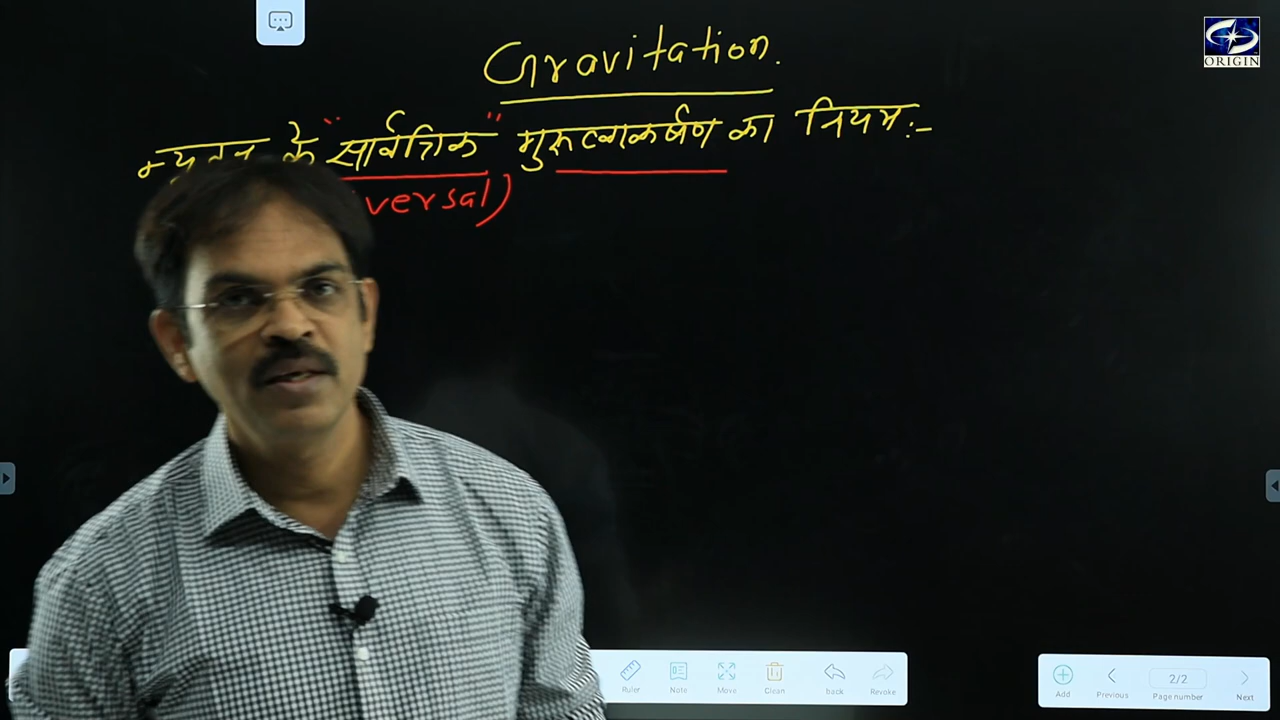 Gravitation.
ORIGIN
के "सार्वत्रिक" गुरुत्वाकर्षण का नियम:-
versal)
Ruler
Note
Move
Clean
back
Revoke
Add
Previous
2/2
Page number
Next